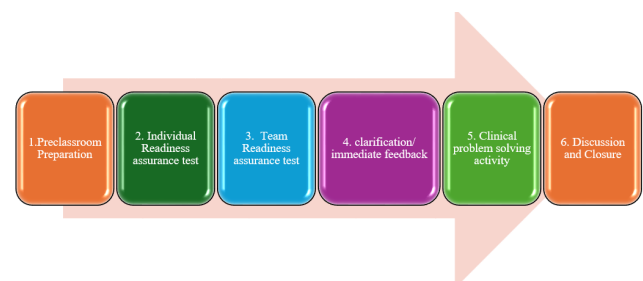 1.Preclassroom
Preparation
2. Individual
Readiness
assurance test
3. Team
Readiness
assurance test
4. clarification/
immediate feedback
5. Clinical
problem solving
activity
6. Discussion
and Closure